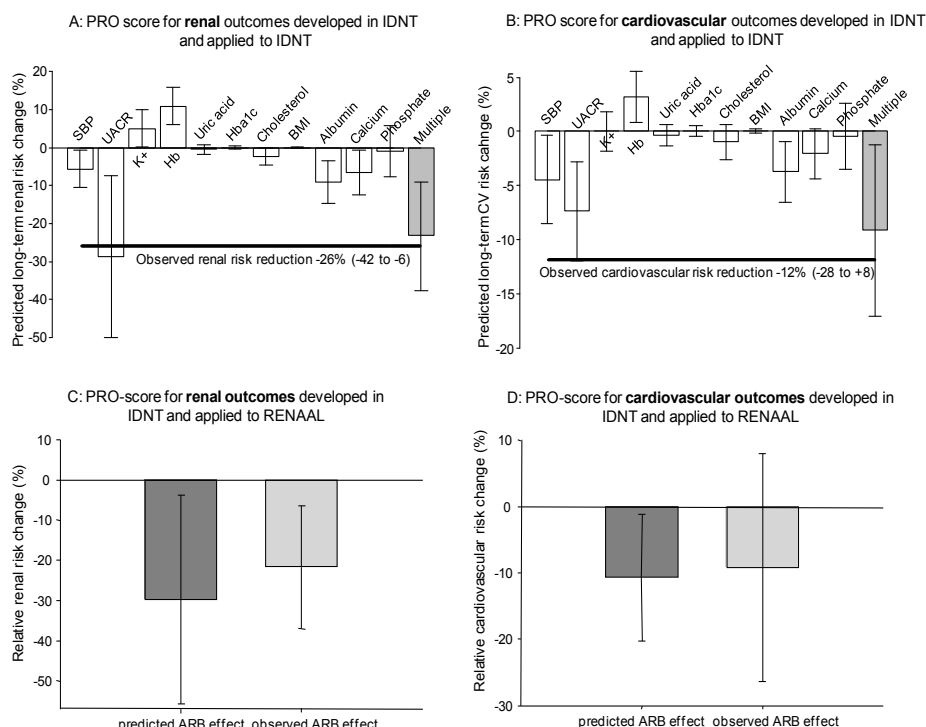 A: PRO score for renal outcomes developed in IDNT
and applied to IDNT
Predicted long-term renal risk change (%)
20
10
0
-10
-20
-30
-40
-50
SBP
UACR
K+
Hb
Uric acid
Hba1c
Cholesterol
BMI
Albumin
Calcium
Phosphate
Multiple
Observed renal risk reduction -26% (-42 to -6)
B: PRO score for cardiovascular outcomes developed in IDNT
and applied to IDNT
Predicted long-term CV risk cahnge (%)
5
0
-5
-10
-15
-20
SBP
UACR
K+
Hb
Uric acid
Hba1c
Cholesterol
BMI
Albumin
Calcium
Phosphate
Multiple
Observed cardiovascular risk reduction -12% (-28 to +8)
C: PRO-score for renal outcomes developed in
IDNT and applied to RENAAL
Relative renal risk change (%)
10
0
-10
-20
-30
-40
-50
predicted ARB effect observed ARB effect
D: PRO-score for cardiovascular outcomes developed in
IDNT and applied to RENAAL
Relative cardiovascular risk change (%)
10
0
-10
-20
-30
predicted ARB effect observed ARB effect